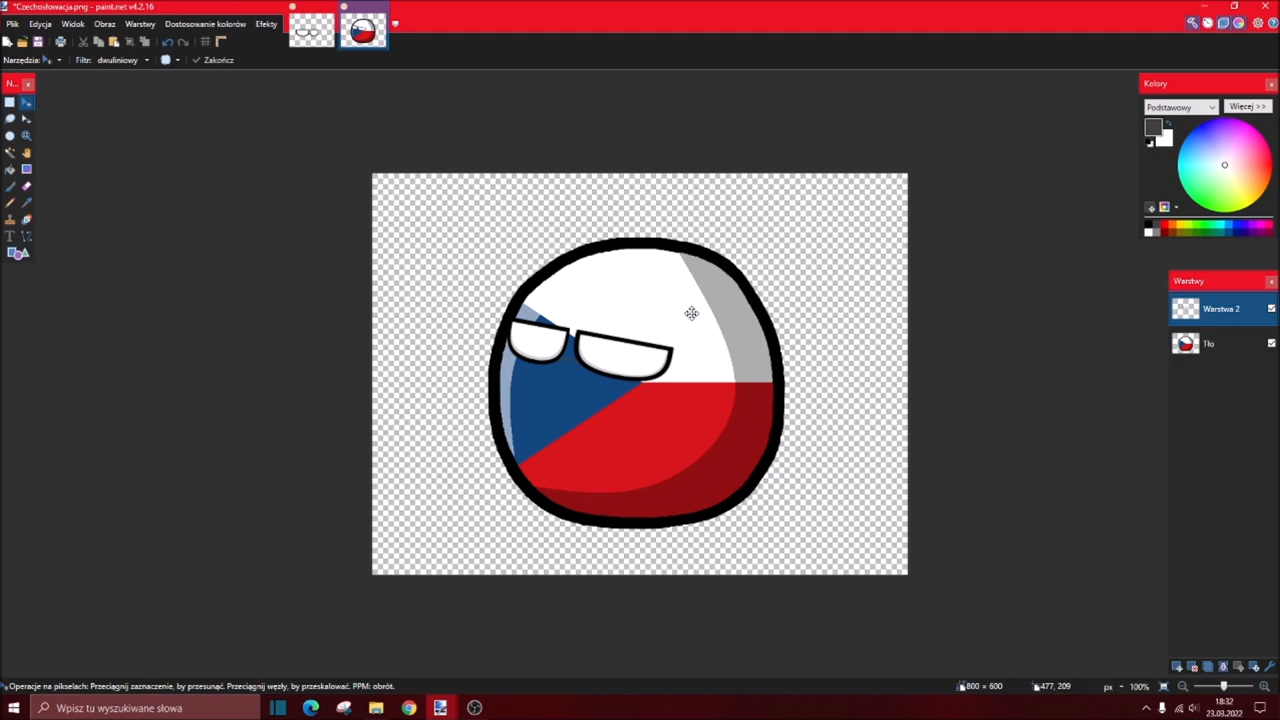 *Czechosłowacja.png - paint.net v4.2.16
Plik Edycja Widok Obraz Warstwy Dostosowanie kolorów Efekty
Narzędzia: Filtr: dwuliniowy Zakończ
N...
Kolory
Podstawowy Więcej >>
Warstwy
Warstwa 2
Tło
Operacje na pikselach: Przeciągnij zaznaczenie, by przesunąć. Przeciągnij węzły, by przeskalować. PPM: obrót.
800 × 600
477, 209
px
100%
Wpisz tu wyszukiwane słowa
18:32
23.03.2022